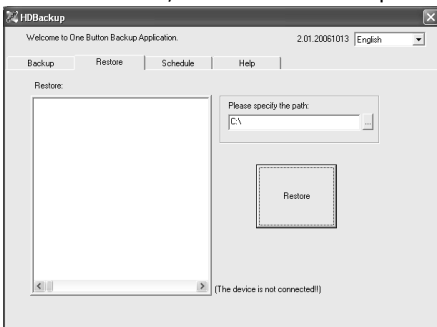 HDBackup
Welcome to One Button Backup Application. 2.01.20061013 English
Backup Restore Schedule Help
Restore:
Please specify the path:
C:\ ...
Restore
(The device is not connected!!)